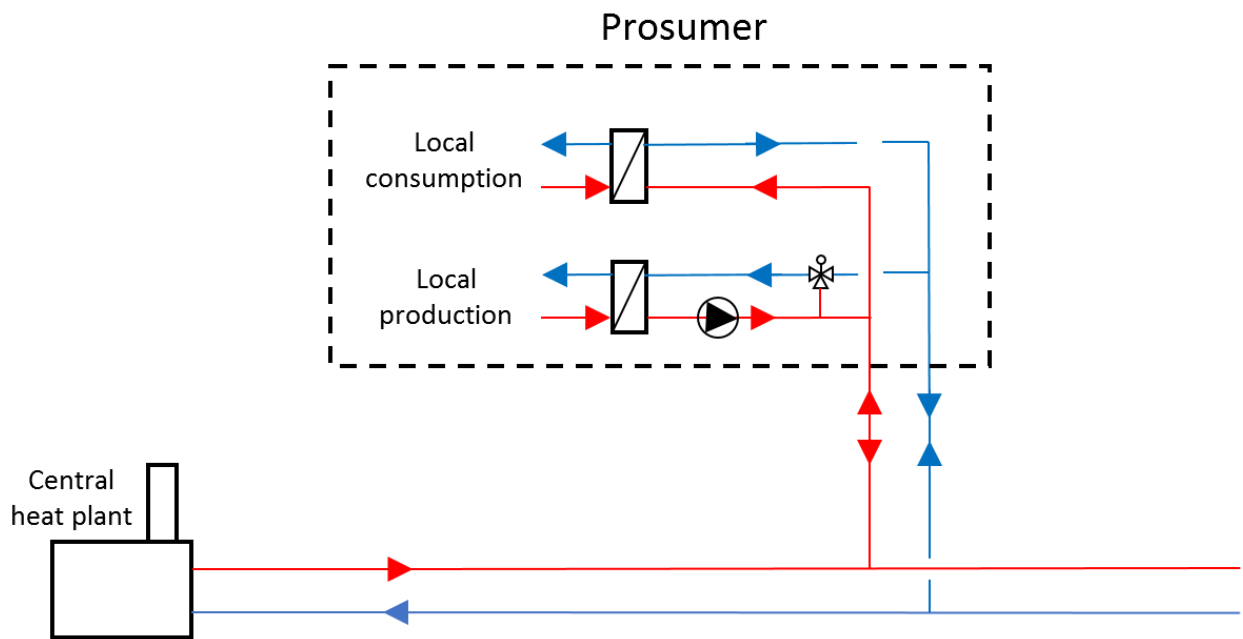 Prosumer
Local
consumption
Local
production
Central
heat plant